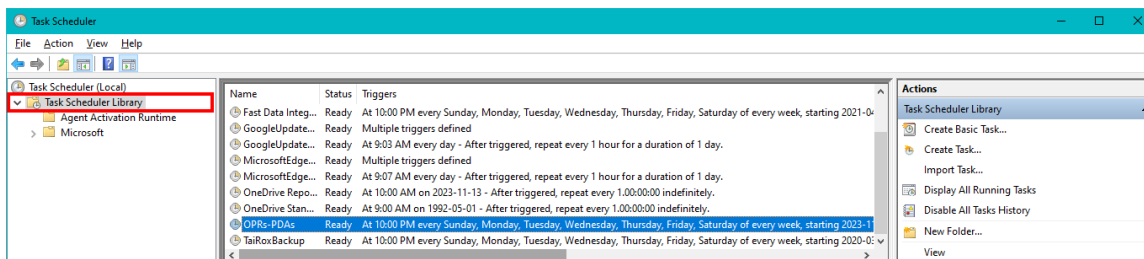 Task Scheduler
File Action View Help
Task Scheduler (Local)
Task Scheduler Library
Agent Activation Runtime
Microsoft
Name Status Triggers
Fast Data Integ... Ready At 10:00 PM every Sunday, Monday, Tuesday, Wednesday, Thursday, Friday, Saturday of every week, starting 2021-04
GoogleUpdate... Ready Multiple triggers defined
GoogleUpdate... Ready At 9:03 AM every day - After triggered, repeat every 1 hour for a duration of 1 day.
MicrosoftEdge... Ready Multiple triggers defined
MicrosoftEdge... Ready At 9:07 AM every day - After triggered, repeat every 1 hour for a duration of 1 day.
OneDrive Repo... Ready At 10:00 AM on 2023-11-13 - After triggered, repeat every 1.00:00:00 indefinitely.
OneDrive Stan... Ready At 9:00 AM on 1992-05-01 - After triggered, repeat every 1.00:00:00 indefinitely.
OPRs-PDAs Ready At 10:00 PM every Sunday, Monday, Tuesday, Wednesday, Thursday, Friday, Saturday of every week, starting 2023-11
TaiRoxBackup Ready At 10:00 PM every Sunday, Monday, Tuesday, Wednesday, Thursday, Friday, Saturday of every week, starting 2020-03
Actions
Task Scheduler Library
Create Basic Task...
Create Task...
Import Task...
Display All Running Tasks
Disable All Tasks History
New Folder...
View